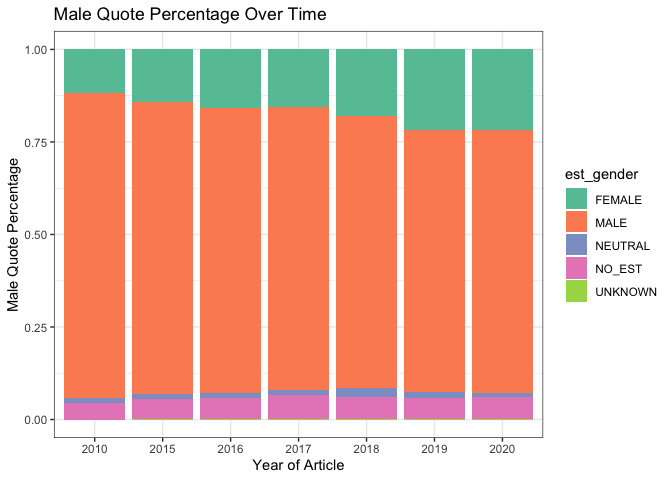 Male Quote Percentage Over Time
1.00
0.75
0.50
0.25
0.00
Male Quote Percentage
2010 2015 2016 2017 2018 2019 2020
Year of Article
est_gender
FEMALE
MALE
NEUTRAL
NO_EST
UNKNOWN